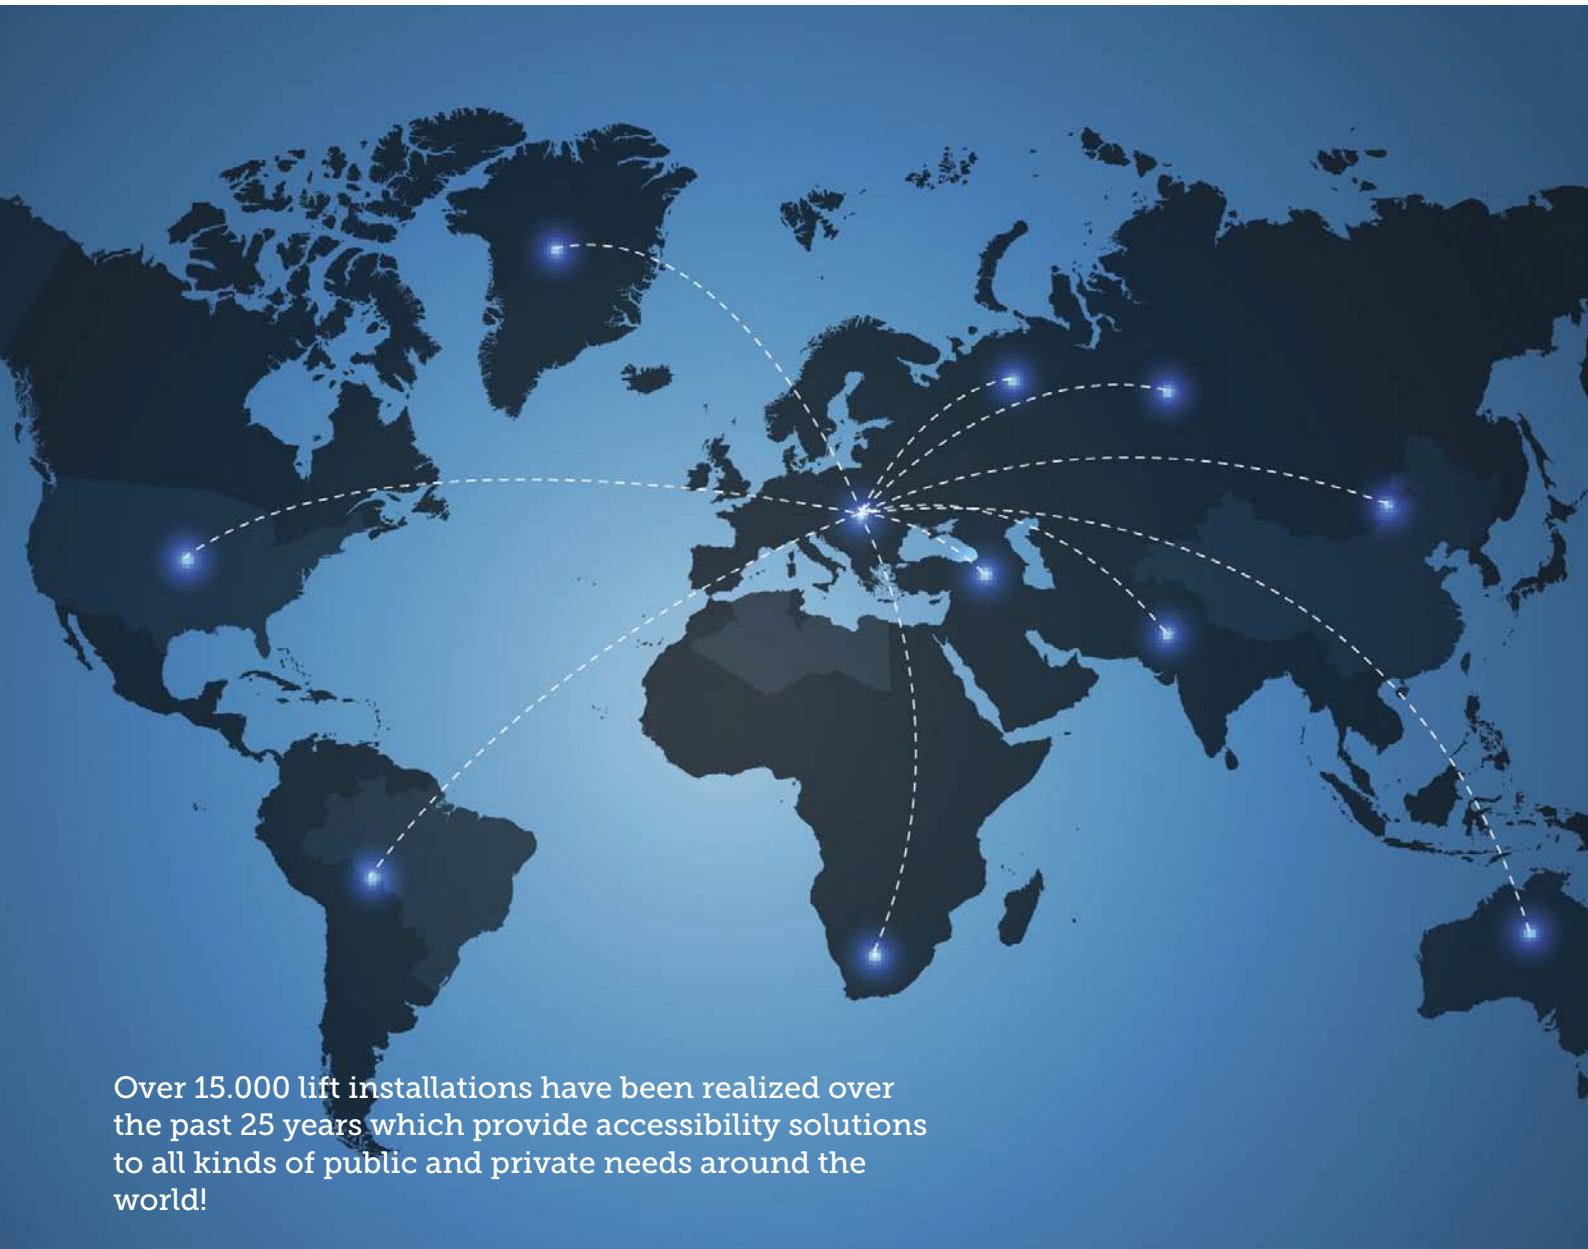 Over 15.000 lift installations have been realized over
the past 25 years which provide accessibility solutions
to all kinds of public and private needs around the
world!